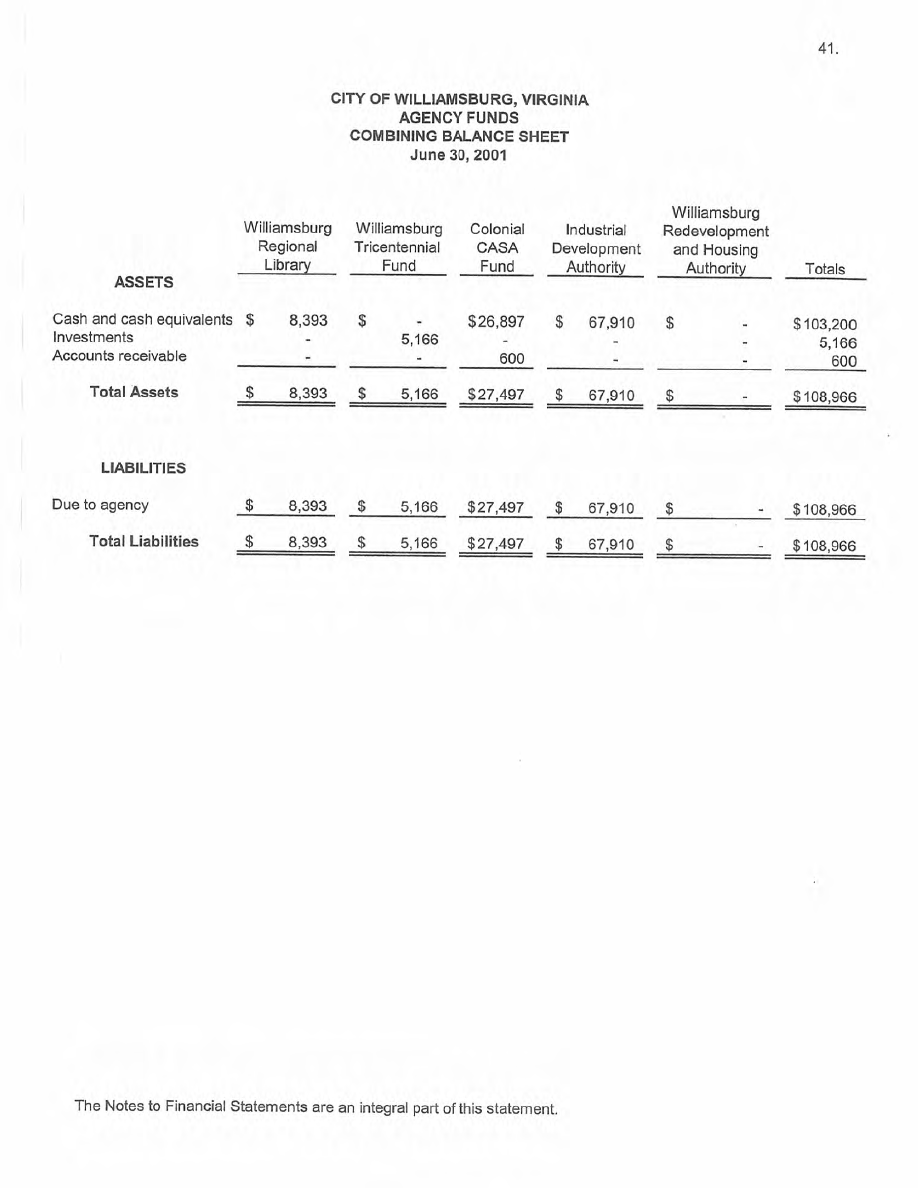 41.
CITY OF WILLIAMSBURG, VIRGINIA
AGENCY FUNDS
COMBINING BALANCE SHEET
June 30, 2001
Williamsburg
Williamsburg Williamsburg Colonial Industrial Redevelopment
Regional Tricentennial CASA Development and Housing
Library Fund Fund Authority Authority Totals
ASSETS
Cash and cash equivalents $ 8,393 $ - $26,897 $ 67,910 $ - $103,200
Investments - 5,166 - - - 5,166
Accounts receivable - - 600 - - 600
Total Assets $ 8,393 $ 5,166 $27,497 $ 67,910 $ - $108,966
LIABILITIES
Due to agency $ 8,393 $ 5,166 $27,497 $ 67,910 $ - $108,966
Total Liabilities $ 8,393 $ 5,166 $27,497 $ 67,910 $ - $108,966
The Notes to Financial Statements are an integral part of this statement.